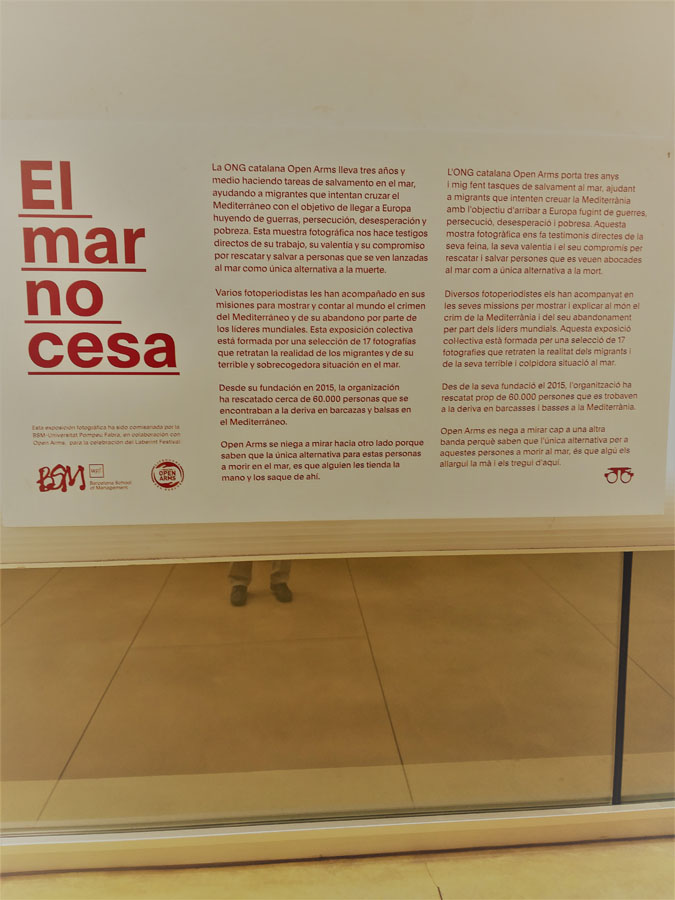 El
mar
no
cesa
Esta exposición fotográfica ha sido comisariada por la
BSM-Universitat Pompeu Fabra, en colaboración con
Open Arms, para la celebración del Laberint Festival
BSM
Barcelona School
of Management
OPEN
ARMS
La ONG catalana Open Arms lleva tres años y
medio haciendo tareas de salvamento en el mar,
ayudando a migrantes que intentan cruzar el
Mediterráneo con el objetivo de llegar a Europa
huyendo de guerras, persecución, desesperación y
pobreza. Esta muestra fotográfica nos hace testigos
directos de su trabajo, su valentia y su compromiso
por rescatar y salvar a personas que se ven lanzadas
al mar como única alternativa a la muerte.
Varios fotoperiodistas les han acompañado en sus
misiones para mostrar y contar al mundo el crimen
del Mediterráneo y de su abandono por parte de
los líderes mundiales. Esta exposición colectiva
está formada por una selección de 17 fotografías
que retratan la realidad de los migrantes y de su
terrible y sobrecogedora situación en el mar.
Desde su fundación en 2015, la organización
ha rescatado cerca de 60.000 personas que se
encontraban a la deriva en barcazas y balsas en
el Mediterráneo.
Open Arms se niega a mirar hacia otro lado porque
saben que la única alternativa para estas personas
a morir en el mar, es que alguien les tienda la
mano y los saque de ahí.
L'ONG catalana Open Arms porta tres anys
i mig fent tasques de salvament al mar, ajudant
a migrants que intenten creuar la Mediterrània
amb l'objectiu d'arribar a Europa fugint de guerres,
persecució, desesperació i pobresa. Aquesta
mostra fotogràfica ens fa testimonis directes de la
seva feina, la seva valentia i el seu compromís per
rescatar i salvar persones que es veuen abocades
al mar com a única alternativa a la mort.
Diversos fotoperiodistes els han acompanyat en
les seves missions per mostrar i explicar al món el
crim de la Mediterrània i del seu abandonament
per part dels líders mundials. Aquesta exposició
col·lectiva està formada per una selecció de 17
fotografies que retraten la realitat dels migrants i
de la seva terrible i colpidora situació al mar.
Des de la seva fundació el 2015, l'organització ha
rescatat prop de 60.000 persones que es trobaven
a la deriva en barcasses i basses a la Mediterrània.
Open Arms es nega a mirar cap a una altra
banda perquè saben que l'única alternativa per a
aquestes persones a morir al mar, és que algú els
allargui la mà i els tregui d'aquí.